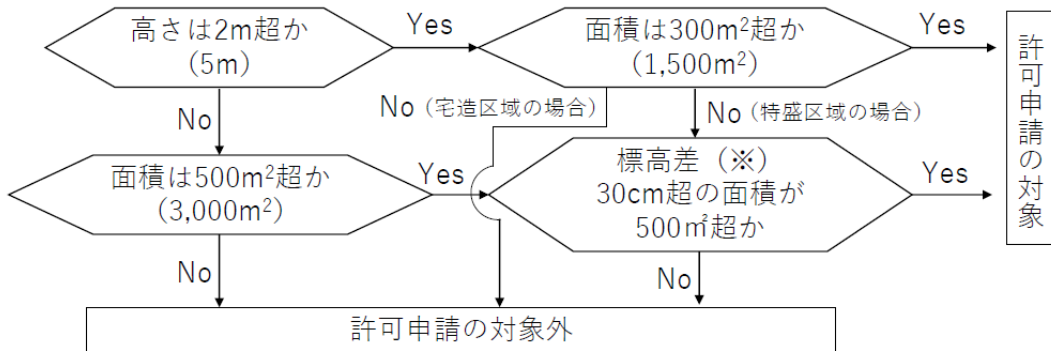 高さは2m超か
(5m)
Yes
面積は300m²超か
(1,500m²)
Yes
許可申請の対象
No
No（宅造区域の場合）
No（特盛区域の場合）
面積は500m²超か
(3,000m²)
Yes
標高差（※）
30cm超の面積が
500㎡超か
Yes
No
No
許可申請の対象外